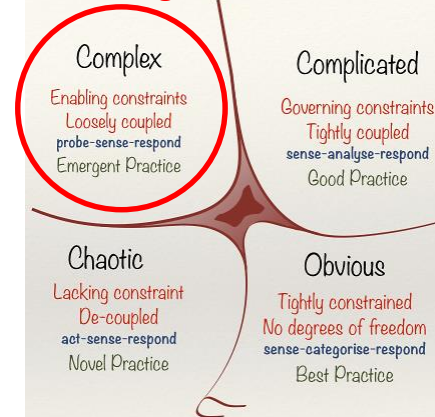 Complex
Enabling constraints
Loosely coupled
probe-sense-respond
Emergent Practice
Complicated
Governing constraints
Tightly coupled
sense-analyse-respond
Good Practice
Chaotic
Lacking constraint
De-coupled
act-sense-respond
Novel Practice
Obvious
Tightly constrained
No degrees of freedom
sense-categorise-respond
Best Practice